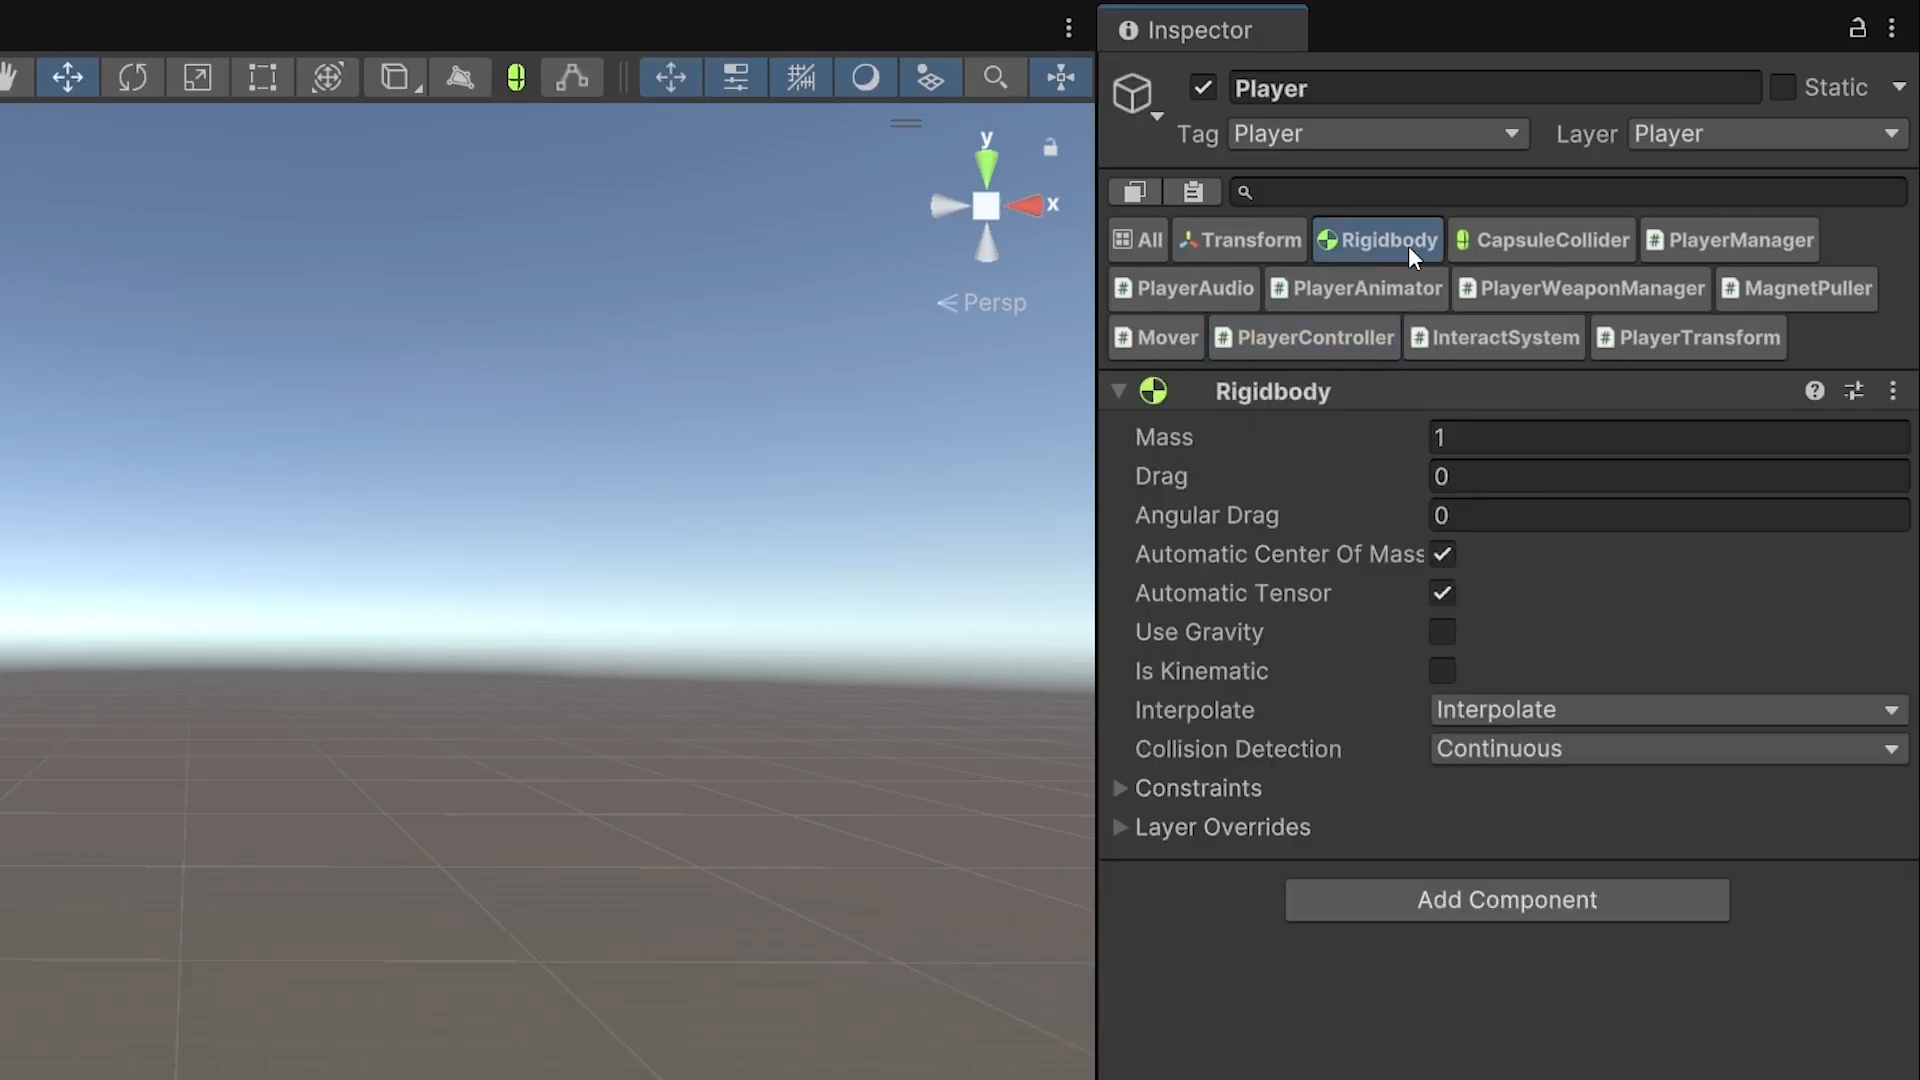 Inspector
Player
Static
Tag Player Layer Player
All Transform Rigidbody CapsuleCollider PlayerManager
PlayerAudio PlayerAnimator PlayerWeaponManager MagnetPuller
Mover PlayerController InteractSystem PlayerTransform
Rigidbody
Mass 1
Drag 0
Angular Drag 0
Automatic Center Of Mass
Automatic Tensor
Use Gravity
Is Kinematic
Interpolate Interpolate
Collision Detection Continuous
Constraints
Layer Overrides
Add Component
y
x
< Persp